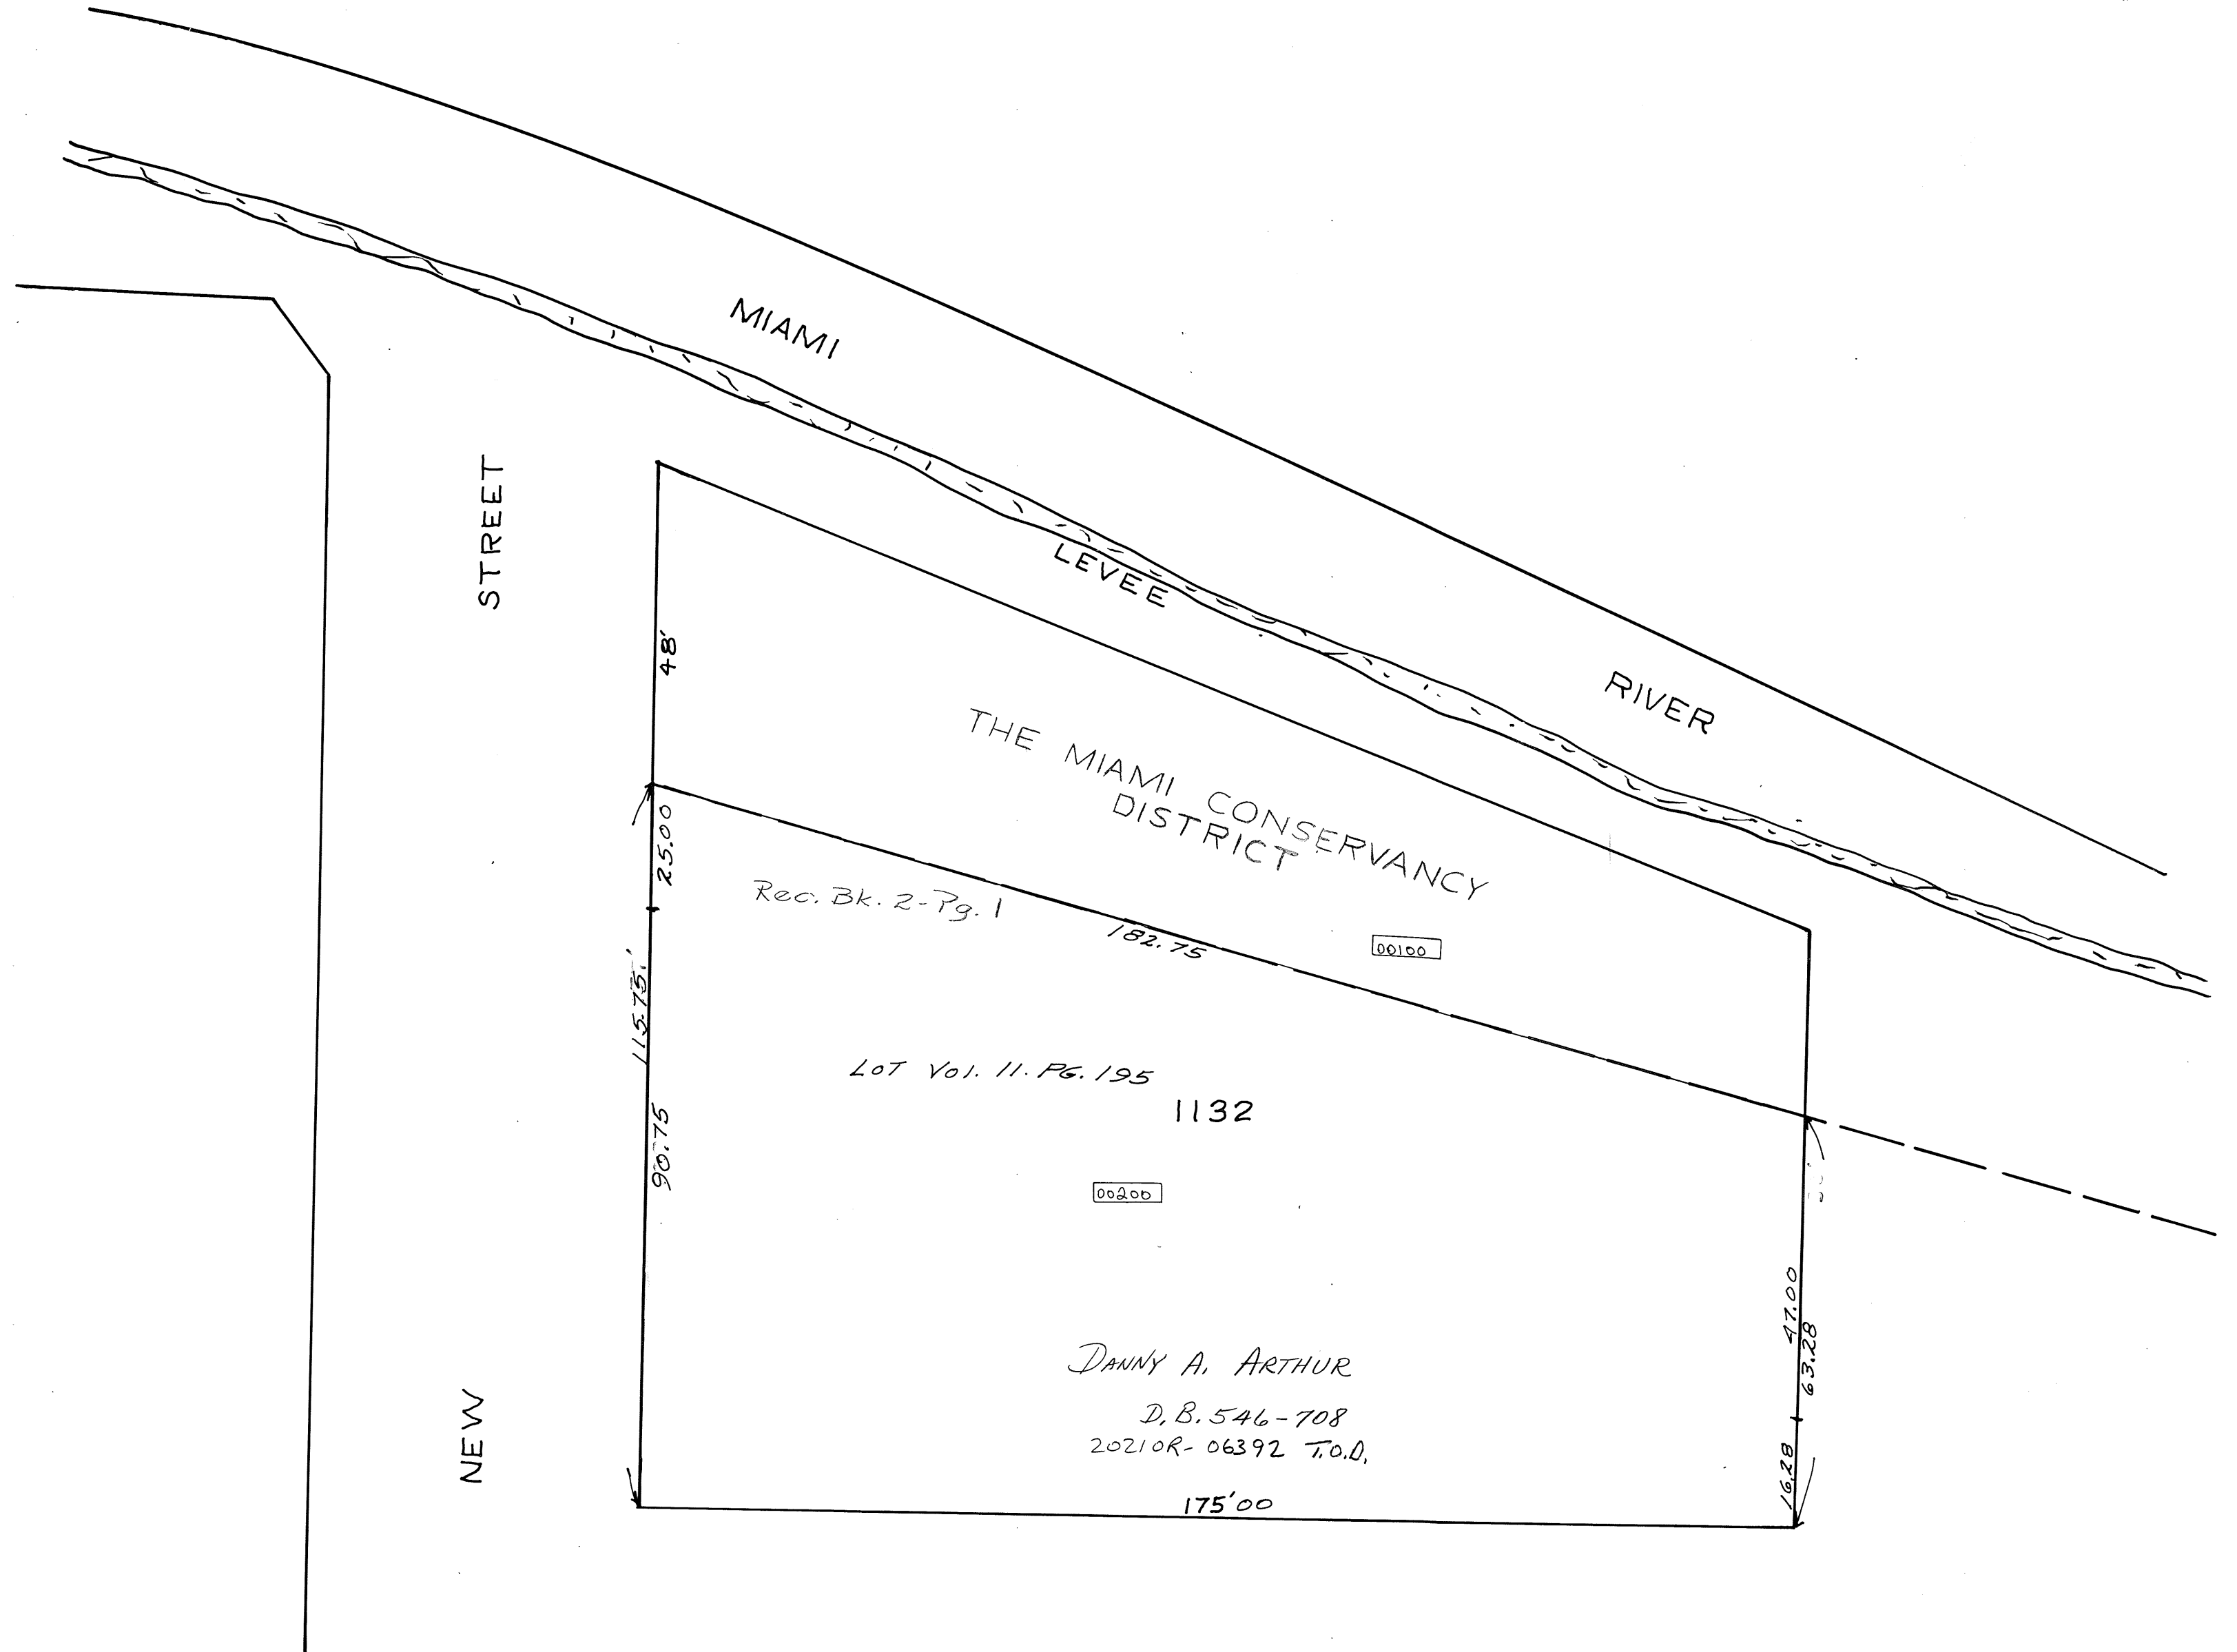 MIAMI
STREET
LEVEE
48'
RIVER
THE MIAMI CONSERVANCY
DISTRICT
25.00
Rec. Bk. 2-Pg. 1
182.75
00100
115.75'
LOT Vol. 11. PG. 195
1132
90.75
00200
47.00
63.28
DANNY A. ARTHUR
D.B. 546-708
2021OR-06392 T.O.D.
NEW
16.28
175'00